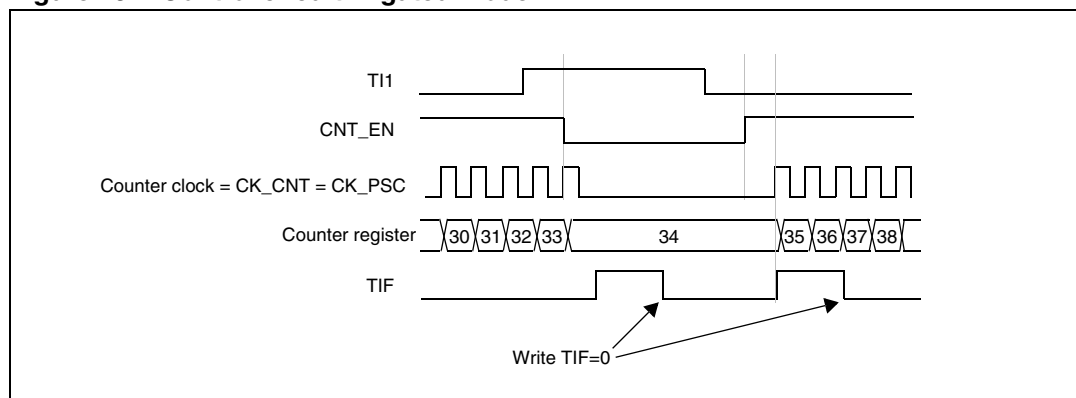 TI1
CNT_EN
Counter clock = CK_CNT = CK_PSC
Counter register 30 31 32 33 34 35 36 37 38
TIF
Write TIF=0